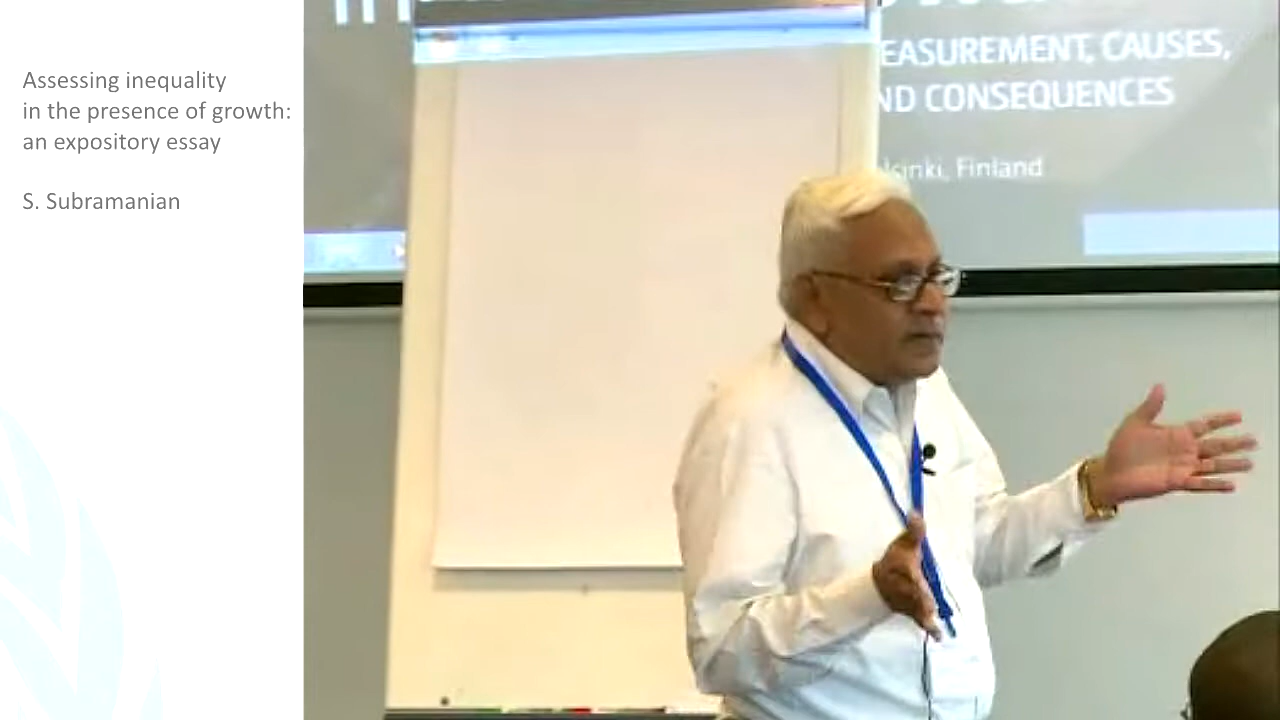 Assessing inequality
in the presence of growth:
an expository essay
S. Subramanian
EASUREMENT, CAUSES,
ND CONSEQUENCES
lsinki, Finland